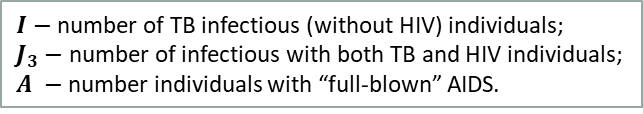 I – number of TB infectious (without HIV) individuals;
J₃ – number of infectious with both TB and HIV individuals;
A – number individuals with “full-blown” AIDS.